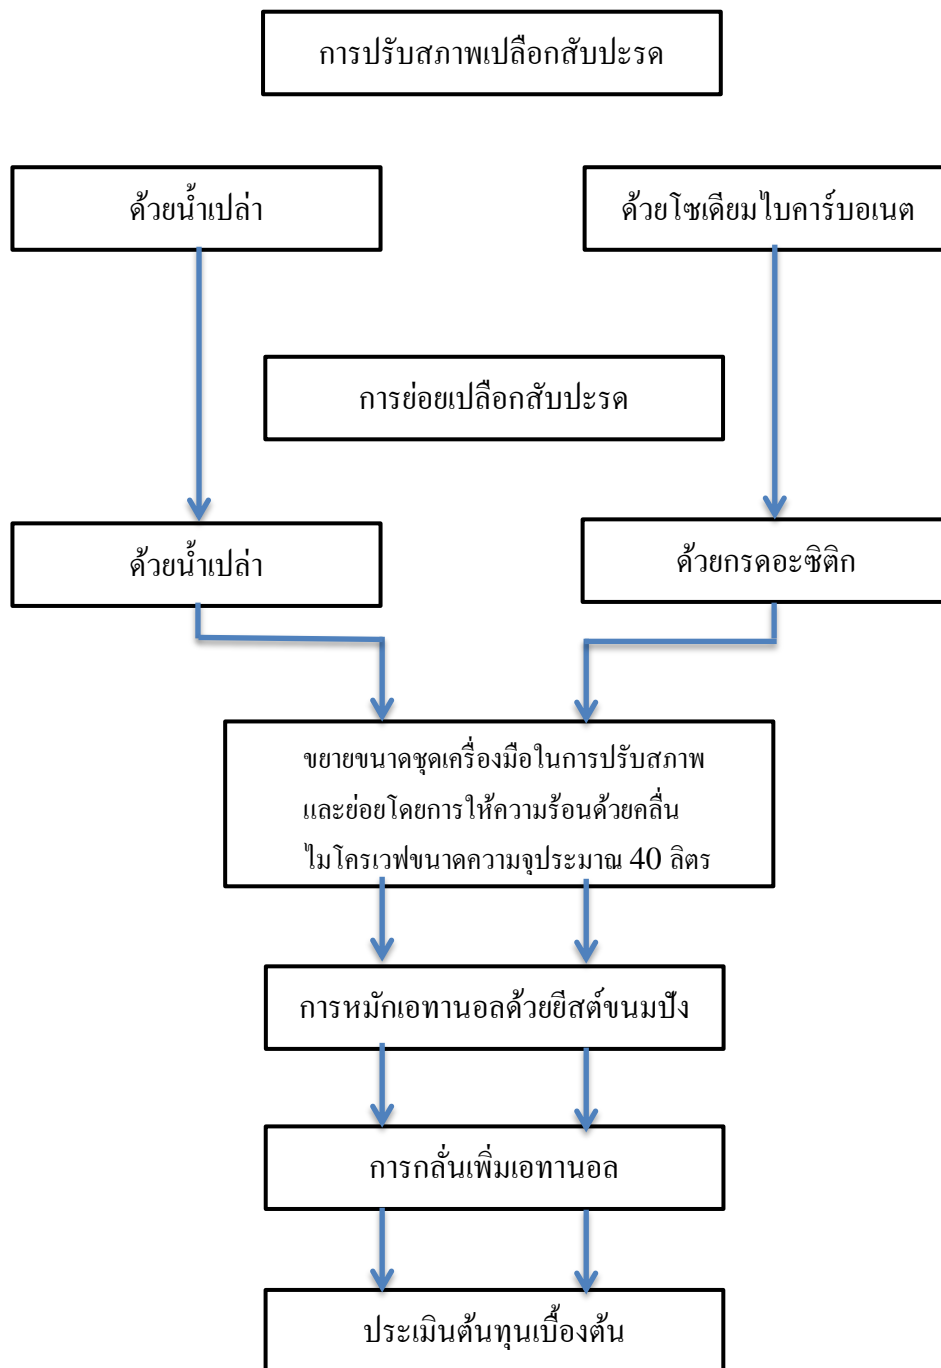 การปรับสภาพเปลือกสับปะรด
ด้วยน้ำเปล่า
ด้วยโซเดียมไบคาร์บอเนต
การย่อยเปลือกสับปะรด
ด้วยน้ำเปล่า
ด้วยกรดอะซิติก
ขยายขนาดชุดเครื่องมือในการปรับสภาพ
และย่อยโดยการให้ความร้อนด้วยคลื่น
ไมโครเวฟขนาดความจุประมาณ 40 ลิตร
การหมักเอทานอลด้วยยีสต์ขนมปัง
การกลั่นเพิ่มเอทานอล
ประเมินต้นทุนเบื้องต้น